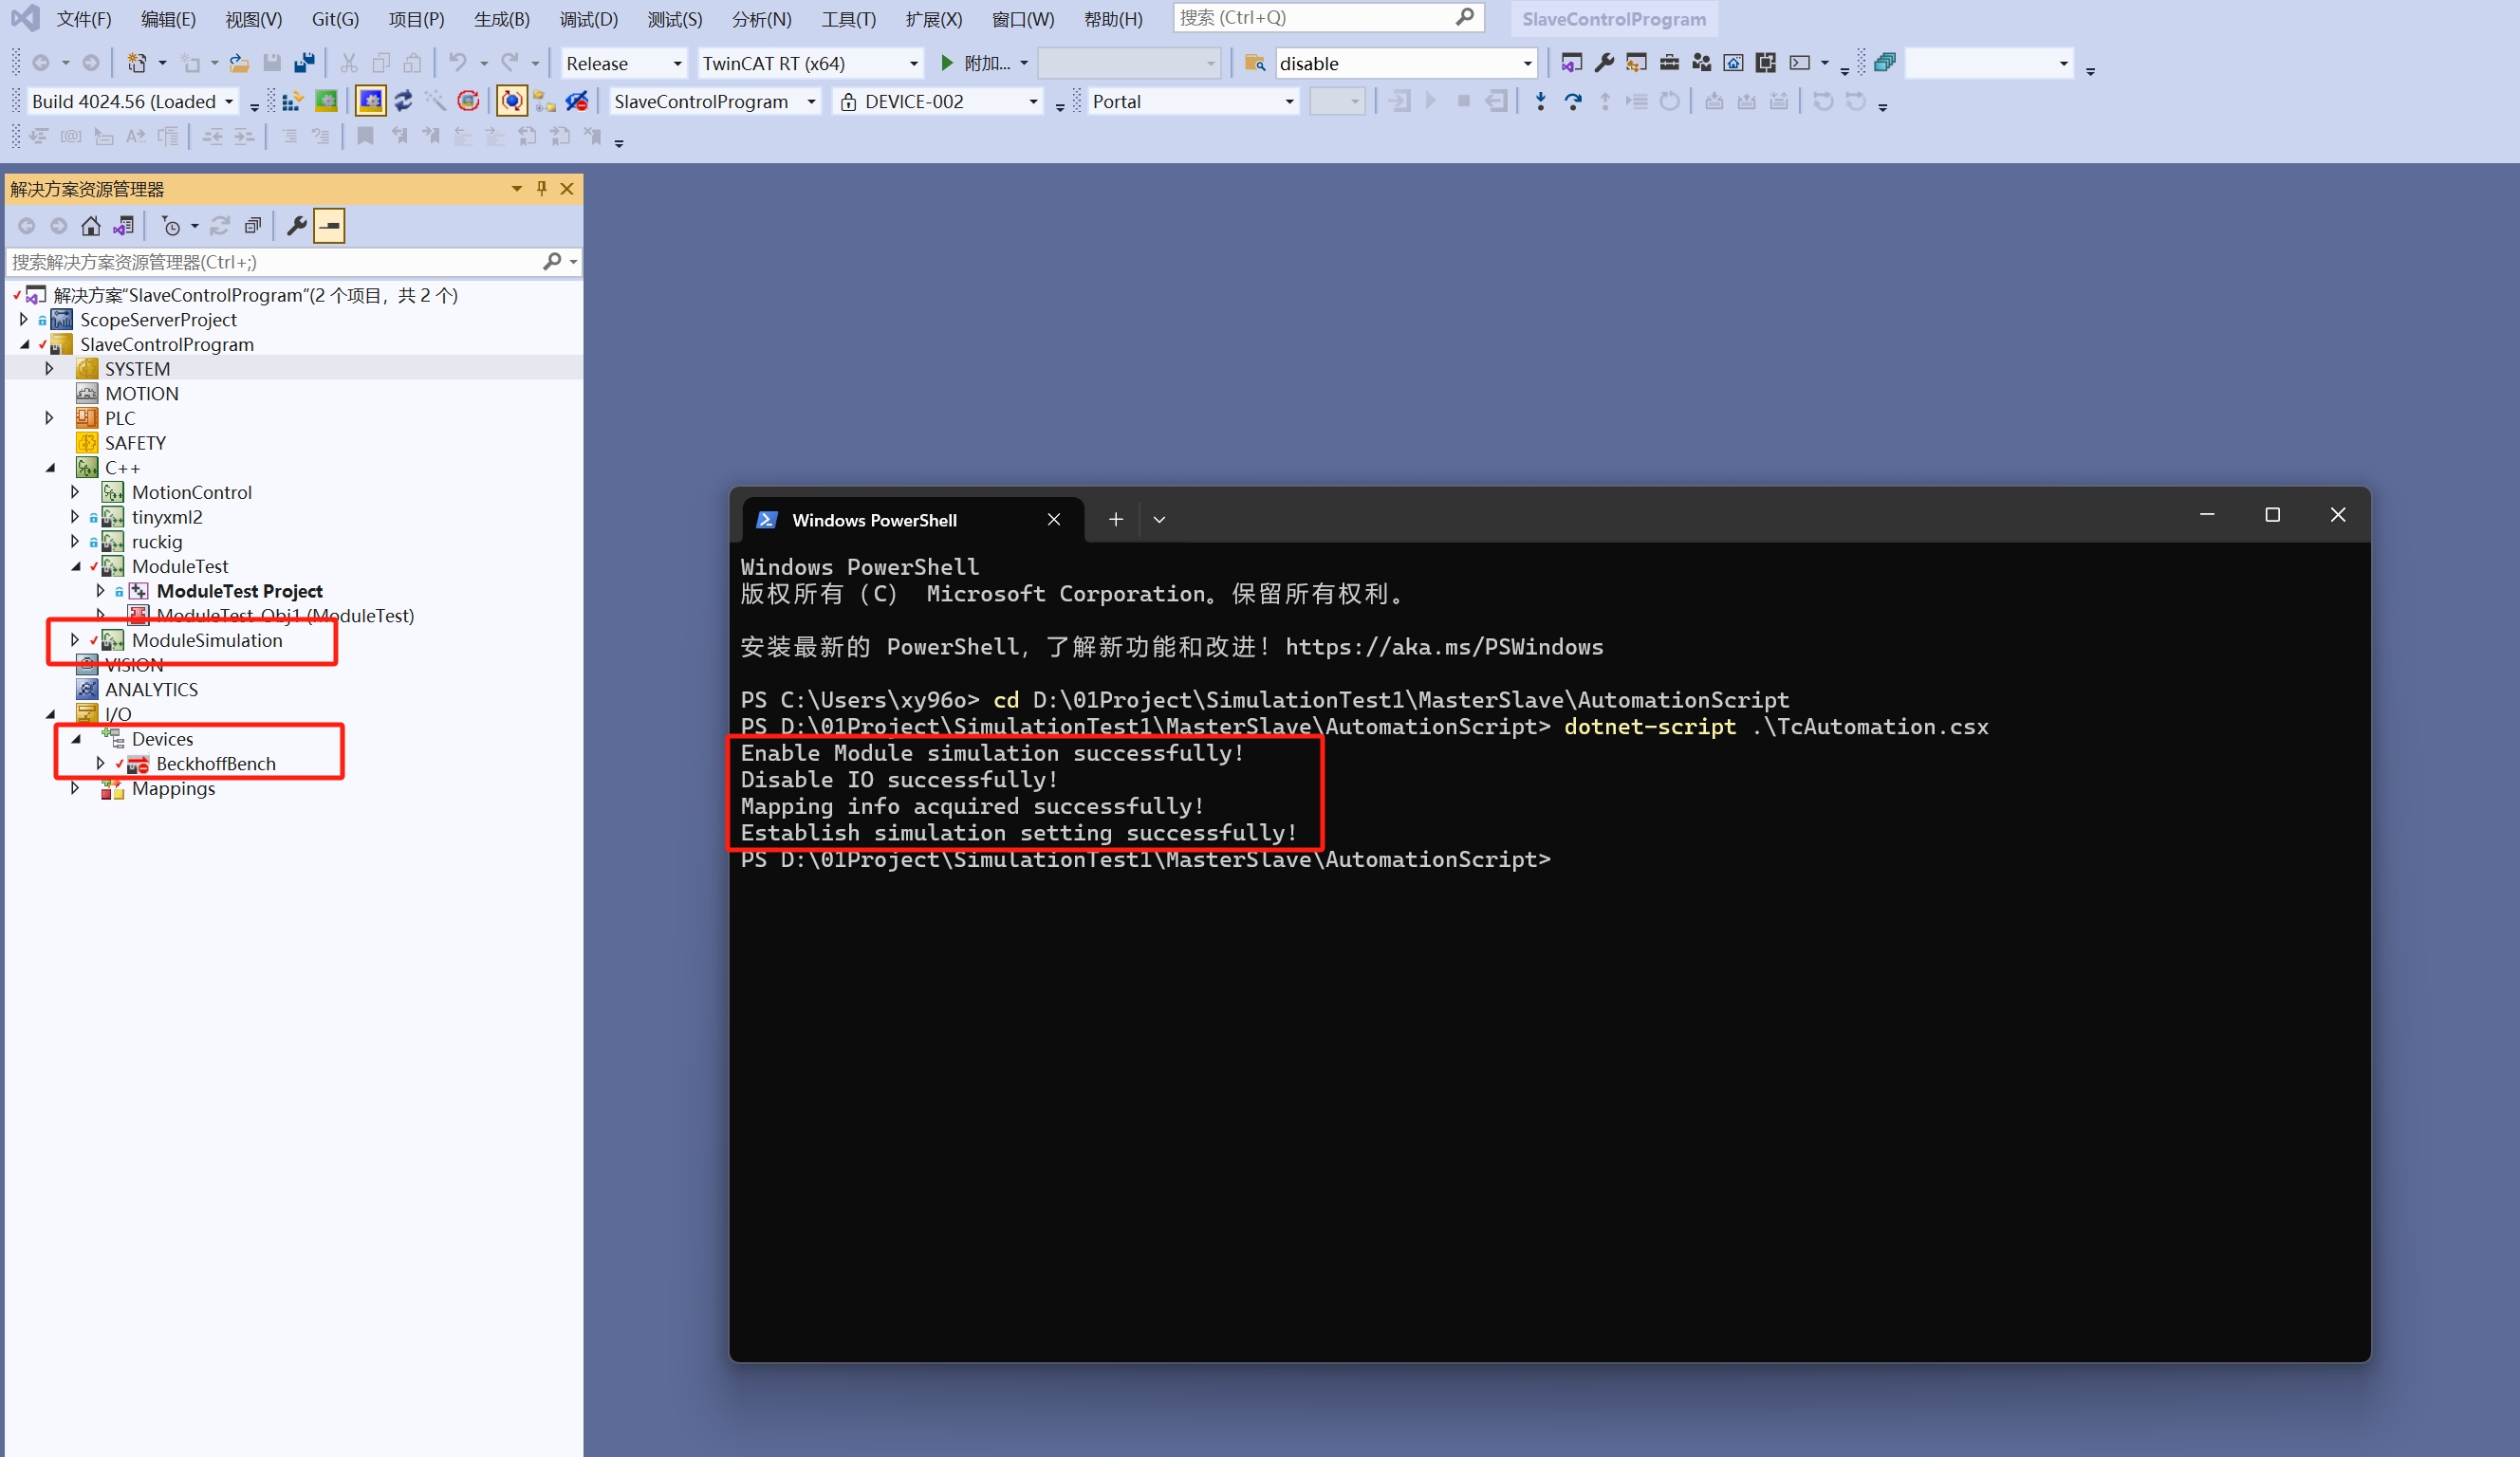 文件(F) 编辑(E) 视图(V) Git(G) 项目(P) 生成(B) 调试(D) 测试(S) 分析(N) 工具(T) 扩展(X) 窗口(W) 帮助(H) 搜索 (Ctrl+Q) SlaveControlProgram
Release TwinCAT RT (x64) 附加... disable
Build 4024.56 (Loaded SlaveControlProgram DEVICE-002 Portal
解决方案资源管理器
搜索解决方案资源管理器(Ctrl+;)
解决方案"SlaveControlProgram"(2 个项目，共 2 个)
ScopeServerProject
SlaveControlProgram
SYSTEM
MOTION
PLC
SAFETY
C++
MotionControl
tinyxml2
ruckig
ModuleTest
ModuleTest Project
ModuleTest_Obj1 (ModuleTest)
ModuleSimulation
VISION
ANALYTICS
I/O
Devices
BeckhoffBench
Mappings
Windows PowerShell
Windows PowerShell
版权所有 (C) Microsoft Corporation。保留所有权利。
安装最新的 PowerShell，了解新功能和改进！https://aka.ms/PSWindows
PS C:\Users\xy96o> cd D:\01Project\SimulationTest1\MasterSlave\AutomationScript
PS D:\01Project\SimulationTest1\MasterSlave\AutomationScript> dotnet-script .\TcAutomation.csx
Enable Module simulation successfully!
Disable IO successfully!
Mapping info acquired successfully!
Establish simulation setting successfully!
PS D:\01Project\SimulationTest1\MasterSlave\AutomationScript>